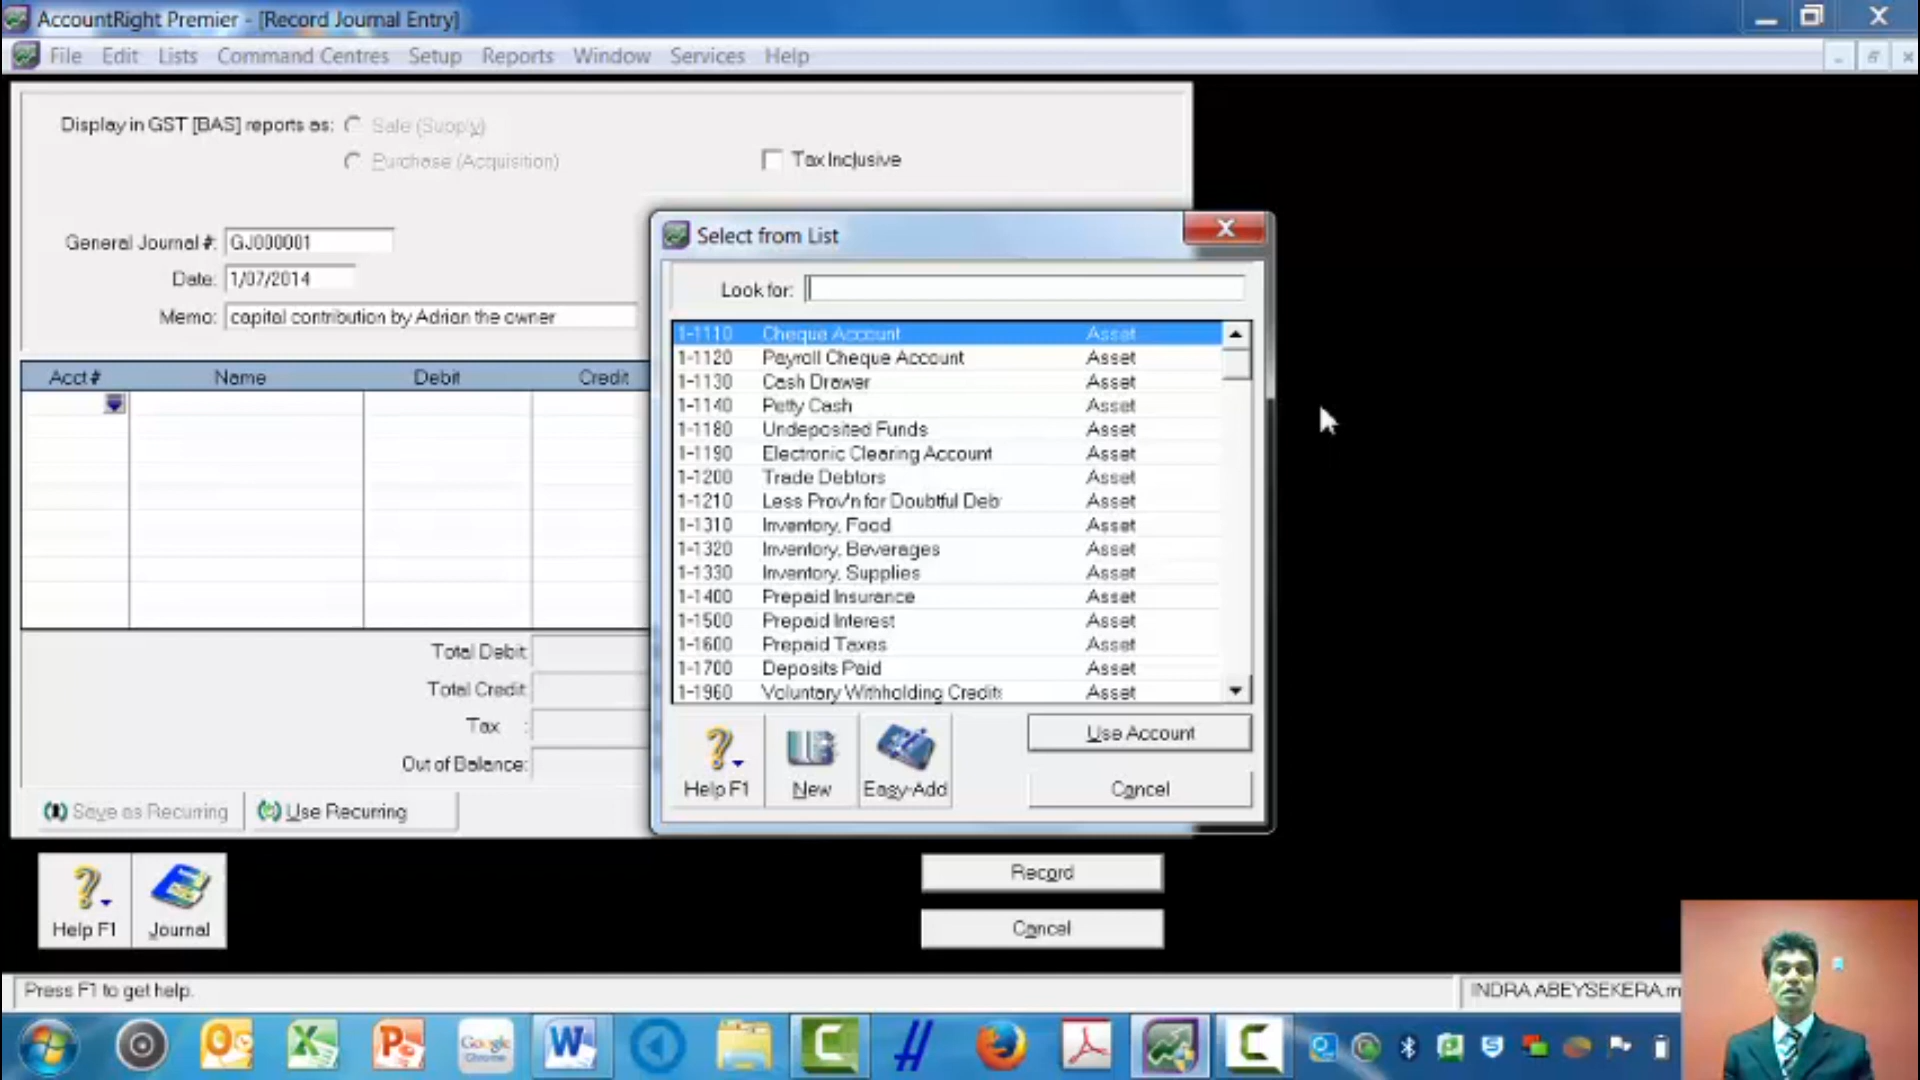 AccountRight Premier - [Record Journal Entry]
File Edit Lists Command Centres Setup Reports Window Services Help
Display in GST [BAS] reports as: Sale (Supply)
Purchase (Acquisition)
Tax Inclusive
General Journal #: GJ000001
Date: 1/07/2014
Memo: capital contribution by Adrian the owner
Acct # Name Debit Credit
Total Debit:
Total Credit:
Tax :
Out of Balance:
Save as Recurring Use Recurring
Select from List
Look for:
1-1110 Cheque Account Asset
1-1120 Payroll Cheque Account Asset
1-1130 Cash Drawer Asset
1-1140 Petty Cash Asset
1-1180 Undeposited Funds Asset
1-1190 Electronic Clearing Account Asset
1-1200 Trade Debtors Asset
1-1210 Less Prov'n for Doubtful Deb Asset
1-1310 Inventory, Food Asset
1-1320 Inventory, Beverages Asset
1-1330 Inventory, Supplies Asset
1-1400 Prepaid Insurance Asset
1-1500 Prepaid Interest Asset
1-1600 Prepaid Taxes Asset
1-1700 Deposits Paid Asset
1-1960 Voluntary Withholding Credits Asset
Help F1 New Easy-Add
Use Account
Cancel
Record
Cancel
Help F1 Journal
Press F1 to get help.
INDRA ABEYSEKERA.m
Google
chrome